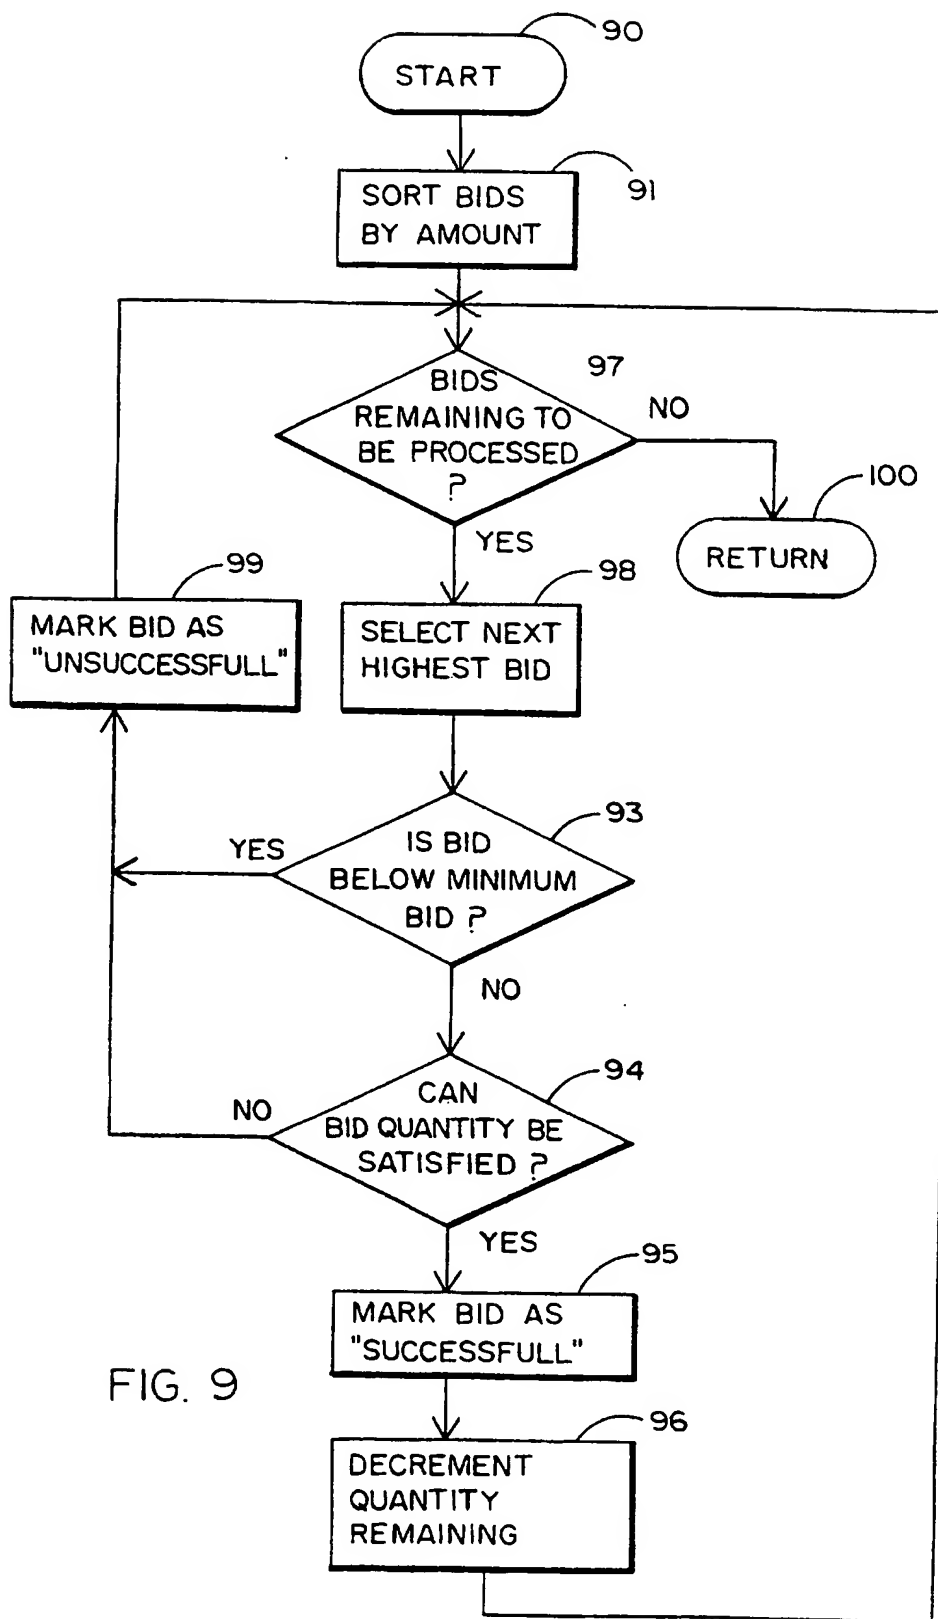 90
START
91
SORT BIDS
BY AMOUNT
97
BIDS
REMAINING TO
BE PROCESSED
?
NO
100
RETURN
YES
99
MARK BID AS
"UNSUCCESSFULL"
98
SELECT NEXT
HIGHEST BID
93
YES
IS BID
BELOW MINIMUM
BID ?
NO
94
NO
CAN
BID QUANTITY BE
SATISFIED ?
YES
95
MARK BID AS
"SUCCESSFULL"
FIG. 9
96
DECREMENT
QUANTITY
REMAINING